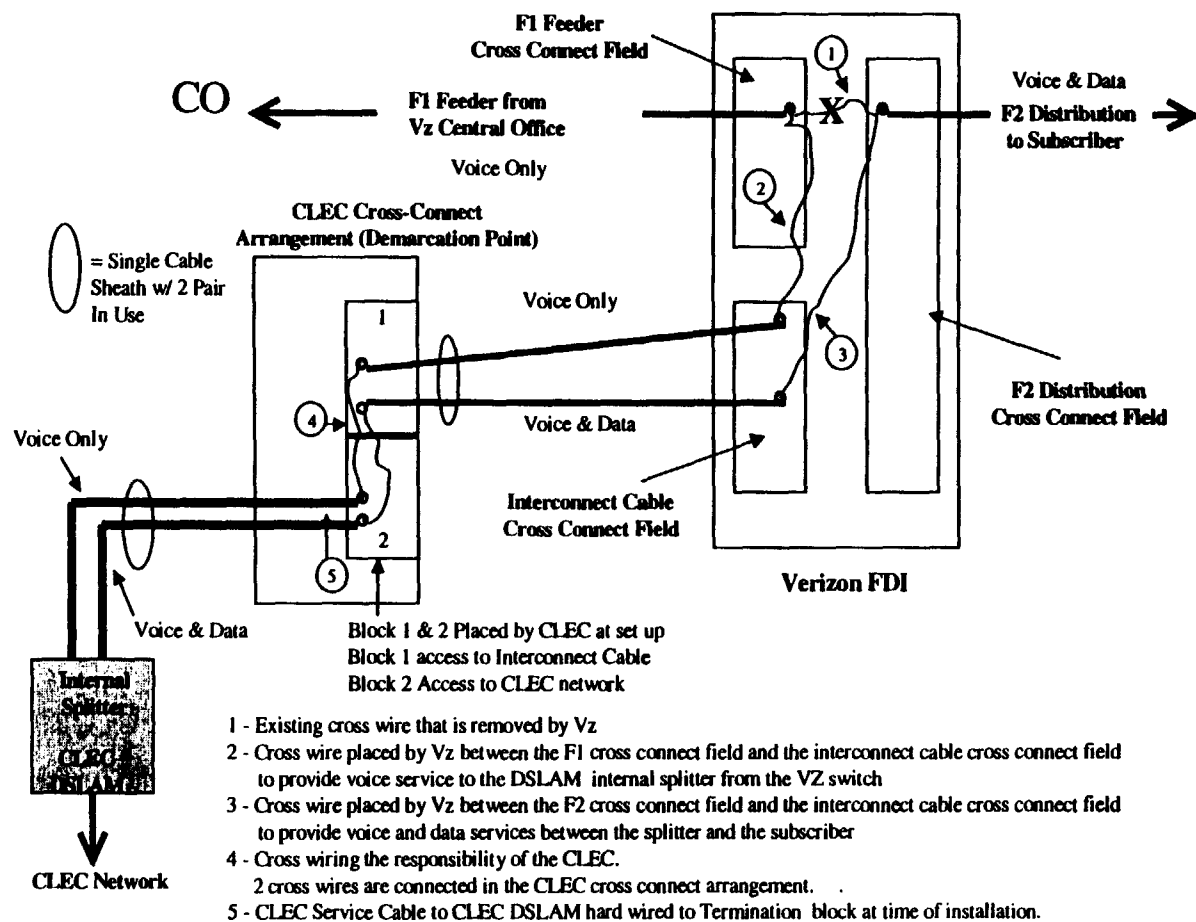 F1 Feeder
Cross Connect Field
1
CO
F1 Feeder from
Vz Central Office
Voice & Data
F2 Distribution
to Subscriber
X
Voice Only
2
CLEC Cross-Connect
Arrangement (Demarcation Point)
= Single Cable
Sheath w/ 2 Pair
In Use
1
Voice Only
3
4
Voice & Data
F2 Distribution
Cross Connect Field
Voice Only
Interconnect Cable
Cross Connect Field
2
5
Verizon FDI
Voice & Data
Block 1 & 2 Placed by CLEC at set up
Block 1 access to Interconnect Cable
Block 2 Access to CLEC network
Internal
Splitter
CLEC
DSLAM
CLEC Network
1 - Existing cross wire that is removed by Vz
2 - Cross wire placed by Vz between the F1 cross connect field and the interconnect cable cross connect field
to provide voice service to the DSLAM internal splitter from the VZ switch
3 - Cross wire placed by Vz between the F2 cross connect field and the interconnect cable cross connect field
to provide voice and data services between the splitter and the subscriber
4 - Cross wiring the responsibility of the CLEC.
2 cross wires are connected in the CLEC cross connect arrangement.
5 - CLEC Service Cable to CLEC DSLAM hard wired to Termination block at time of installation.